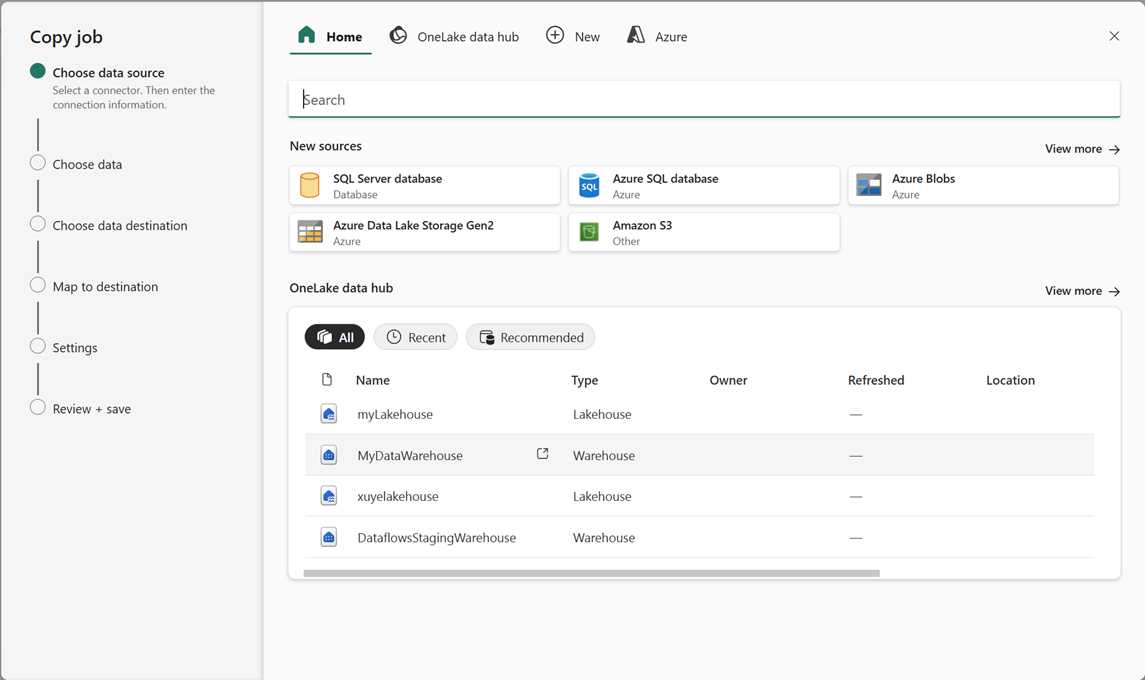 Copy job
Choose data source
Select a connector. Then enter the
connection information.
Choose data
Choose data destination
Map to destination
Settings
Review + save
Home
OneLake data hub
New
Azure
Search
New sources
View more
SQL Server database
Database
Azure SQL database
Azure
Azure Blobs
Azure
Azure Data Lake Storage Gen2
Azure
Amazon S3
Other
OneLake data hub
View more
All
Recent
Recommended
Name Type Owner Refreshed Location
myLakehouse Lakehouse —
MyDataWarehouse Warehouse —
xuyelakehouse Lakehouse —
DataflowsStagingWarehouse Warehouse —